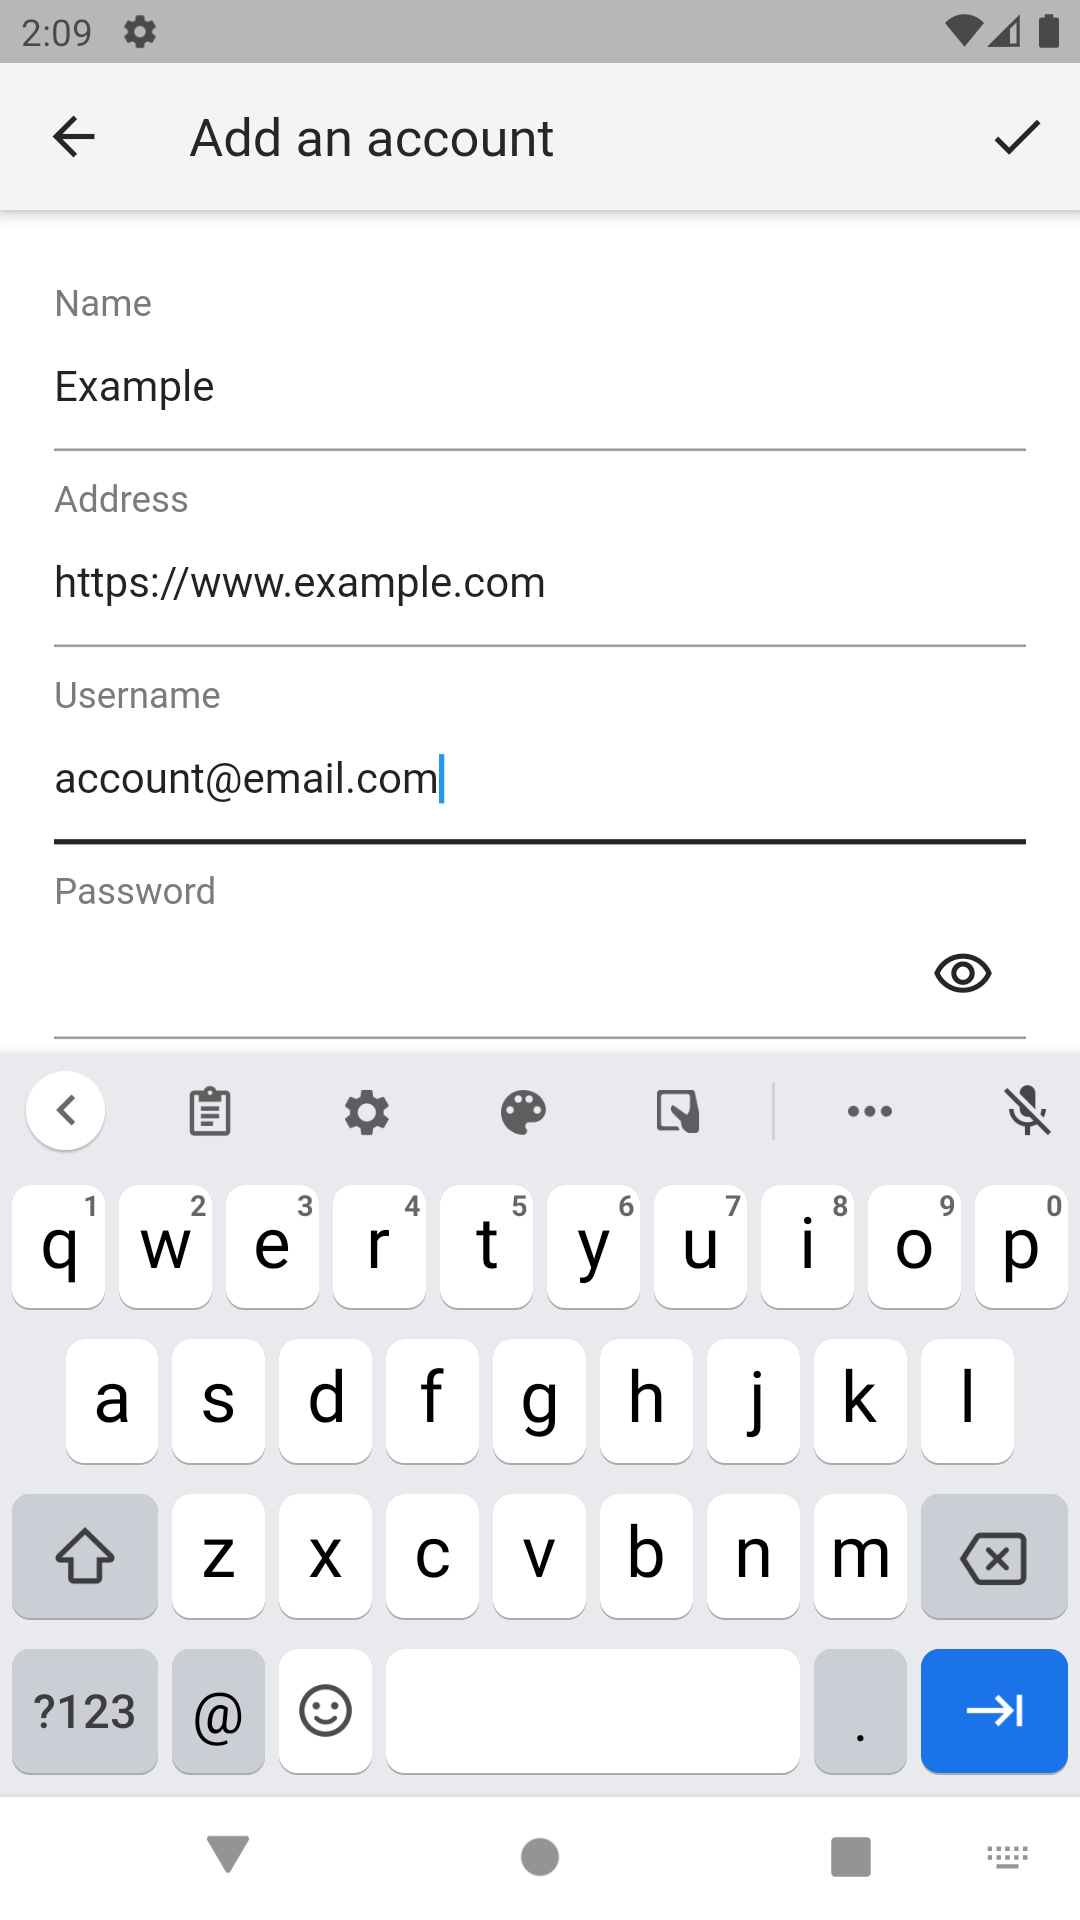 2:09
Add an account
Name
Example
Address
https://www.example.com
Username
account@email.com
Password
1 2 3 4 5 6 7 8 9 0
q w e r t y u i o p
a s d f g h j k l
z x c v b n m
?123 @ .